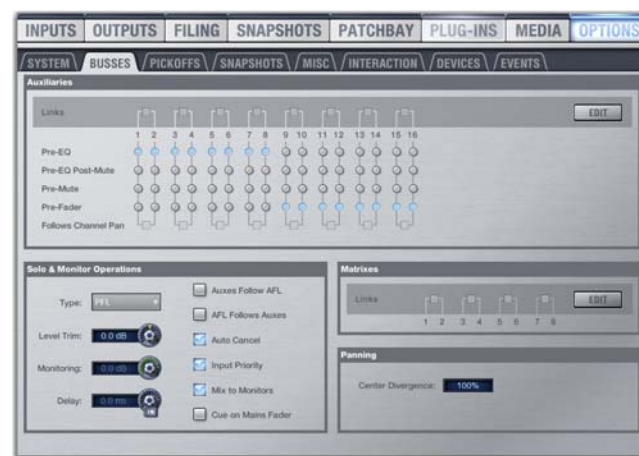 INPUTS OUTPUTS FILING SNAPSHOTS PATCHBAY PLUG-INS MEDIA OPTIONS
SYSTEM BUSSES PICKOFFS SNAPSHOTS MISC INTERACTION DEVICES EVENTS
Auxiliaries
Links EDIT
1 2 3 4 5 6 7 8 9 10 11 12 13 14 15 16
Pre-EQ
Pre-EQ Post-Mute
Pre-Mute
Pre-Fader
Follows Channel Pan
Solo & Monitor Operations
Type: PFL
Level Trim: 0.0 dB
Monitoring: 0.0 dB
Delay: 0.0 ms
IN
Auxes Follow AFL
AFL Follows Auxes
Auto Cancel
Input Priority
Mix to Monitors
Cue on Mains Fader
Matrixes
Links EDIT
1 2 3 4 5 6 7 8
Panning
Center Divergence: 100%